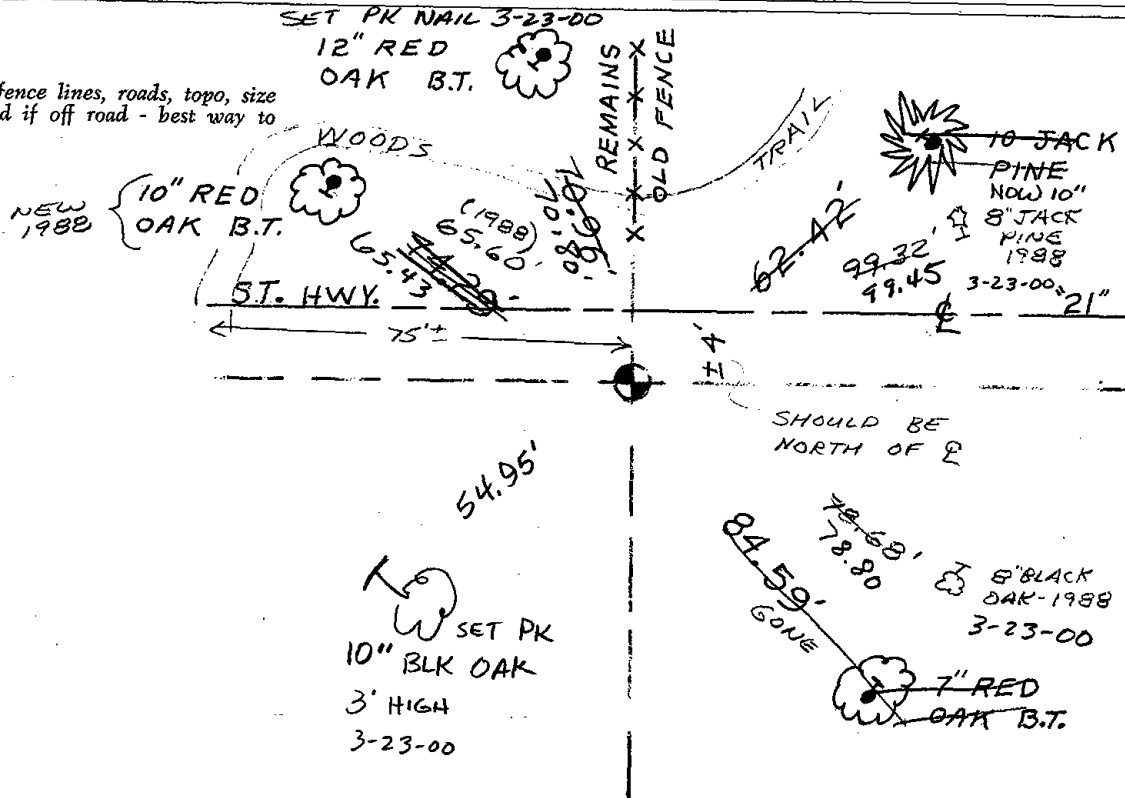 SET PK NAIL 3-23-00
12" RED
OAK B.T.
fence lines, roads, topo, size
d if off road - best way to
WOODS
REMAINS
OLD FENCE
TRAIL
10 JACK
PINE
NOW 10"
8" JACK
PINE
1988
3-23-00
NEW
1988
10" RED
OAK B.T.
(1988)
65.60'
65.43
70.96'
70.80
62.42'
99.32'
99.45
ST. HWY.
℄
"21"
75'±
±4'
SHOULD BE
NORTH OF ℄
54.95'
SET PK
10" BLK OAK
3' HIGH
3-23-00
84.59'
GONE
78.68'
78.80
8" BLACK
OAK-1988
3-23-00
7" RED
OAK B.T.